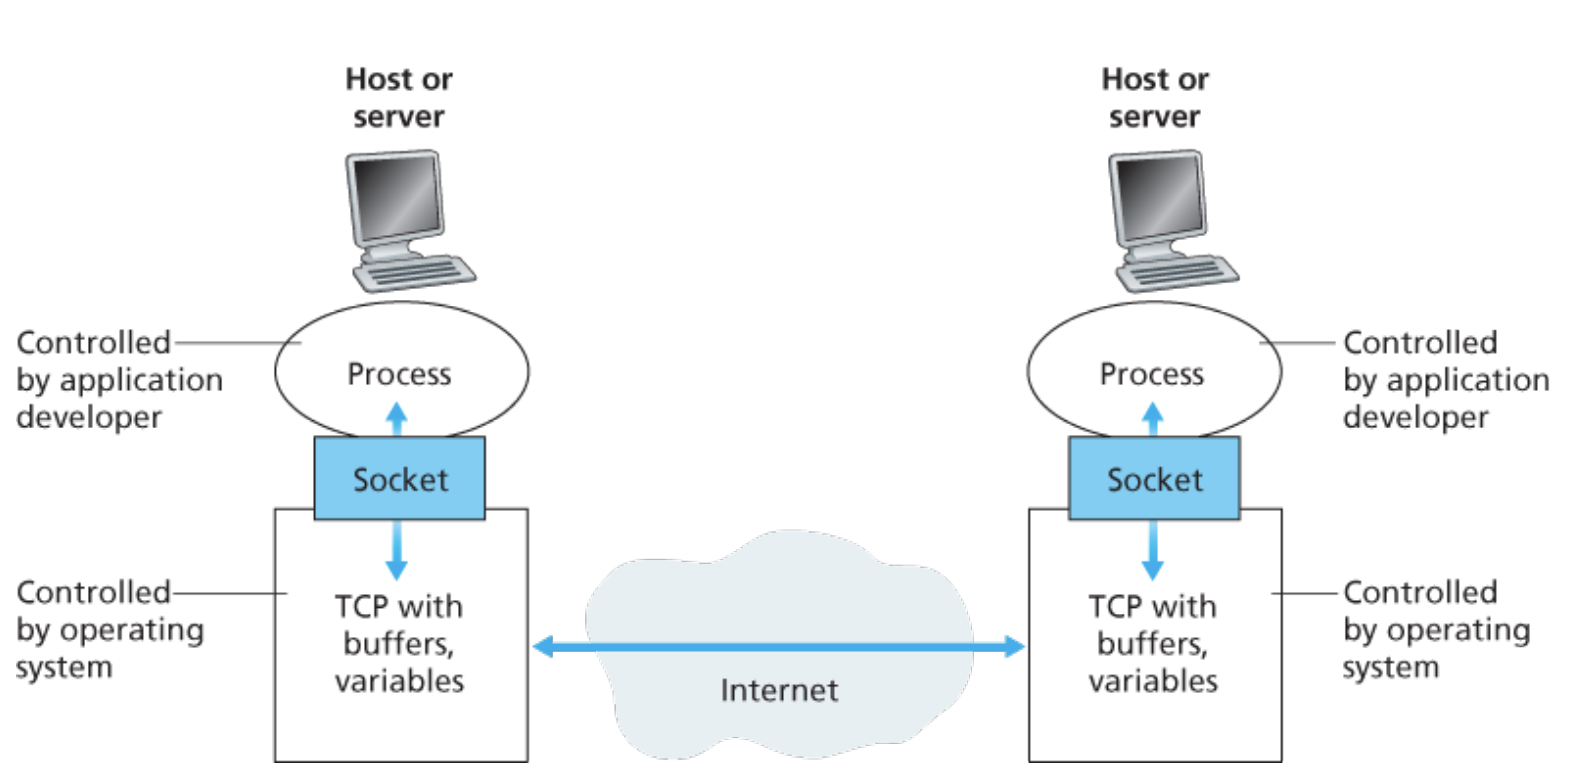 Host or
server
Host or
server
Controlled
by application
developer
Process
Process
Controlled
by application
developer
Socket
Socket
Controlled
by operating
system
TCP with
buffers,
variables
Internet
TCP with
buffers,
variables
Controlled
by operating
system